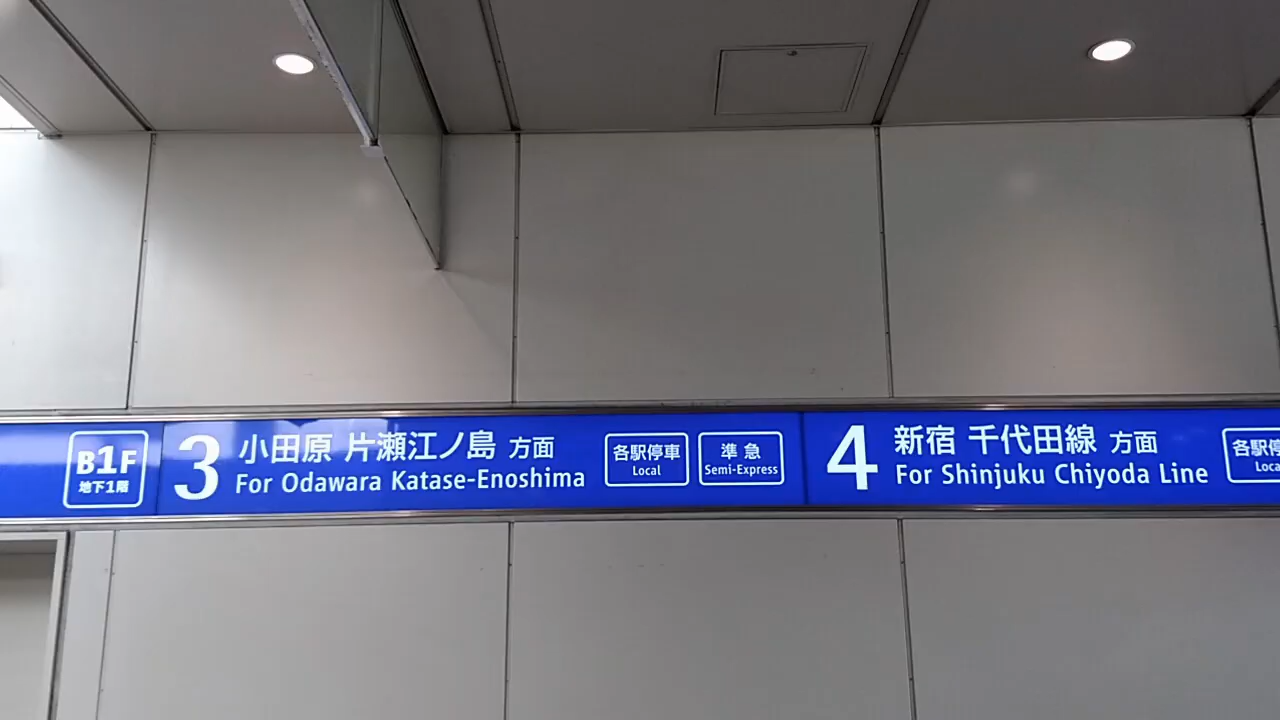 B1F
地下1階
3
小田原 片瀬江ノ島 方面
For Odawara Katase-Enoshima
各駅停車
Local
準急
Semi-Express
4
新宿 千代田線 方面
For Shinjuku Chiyoda Line
各駅停
Loca